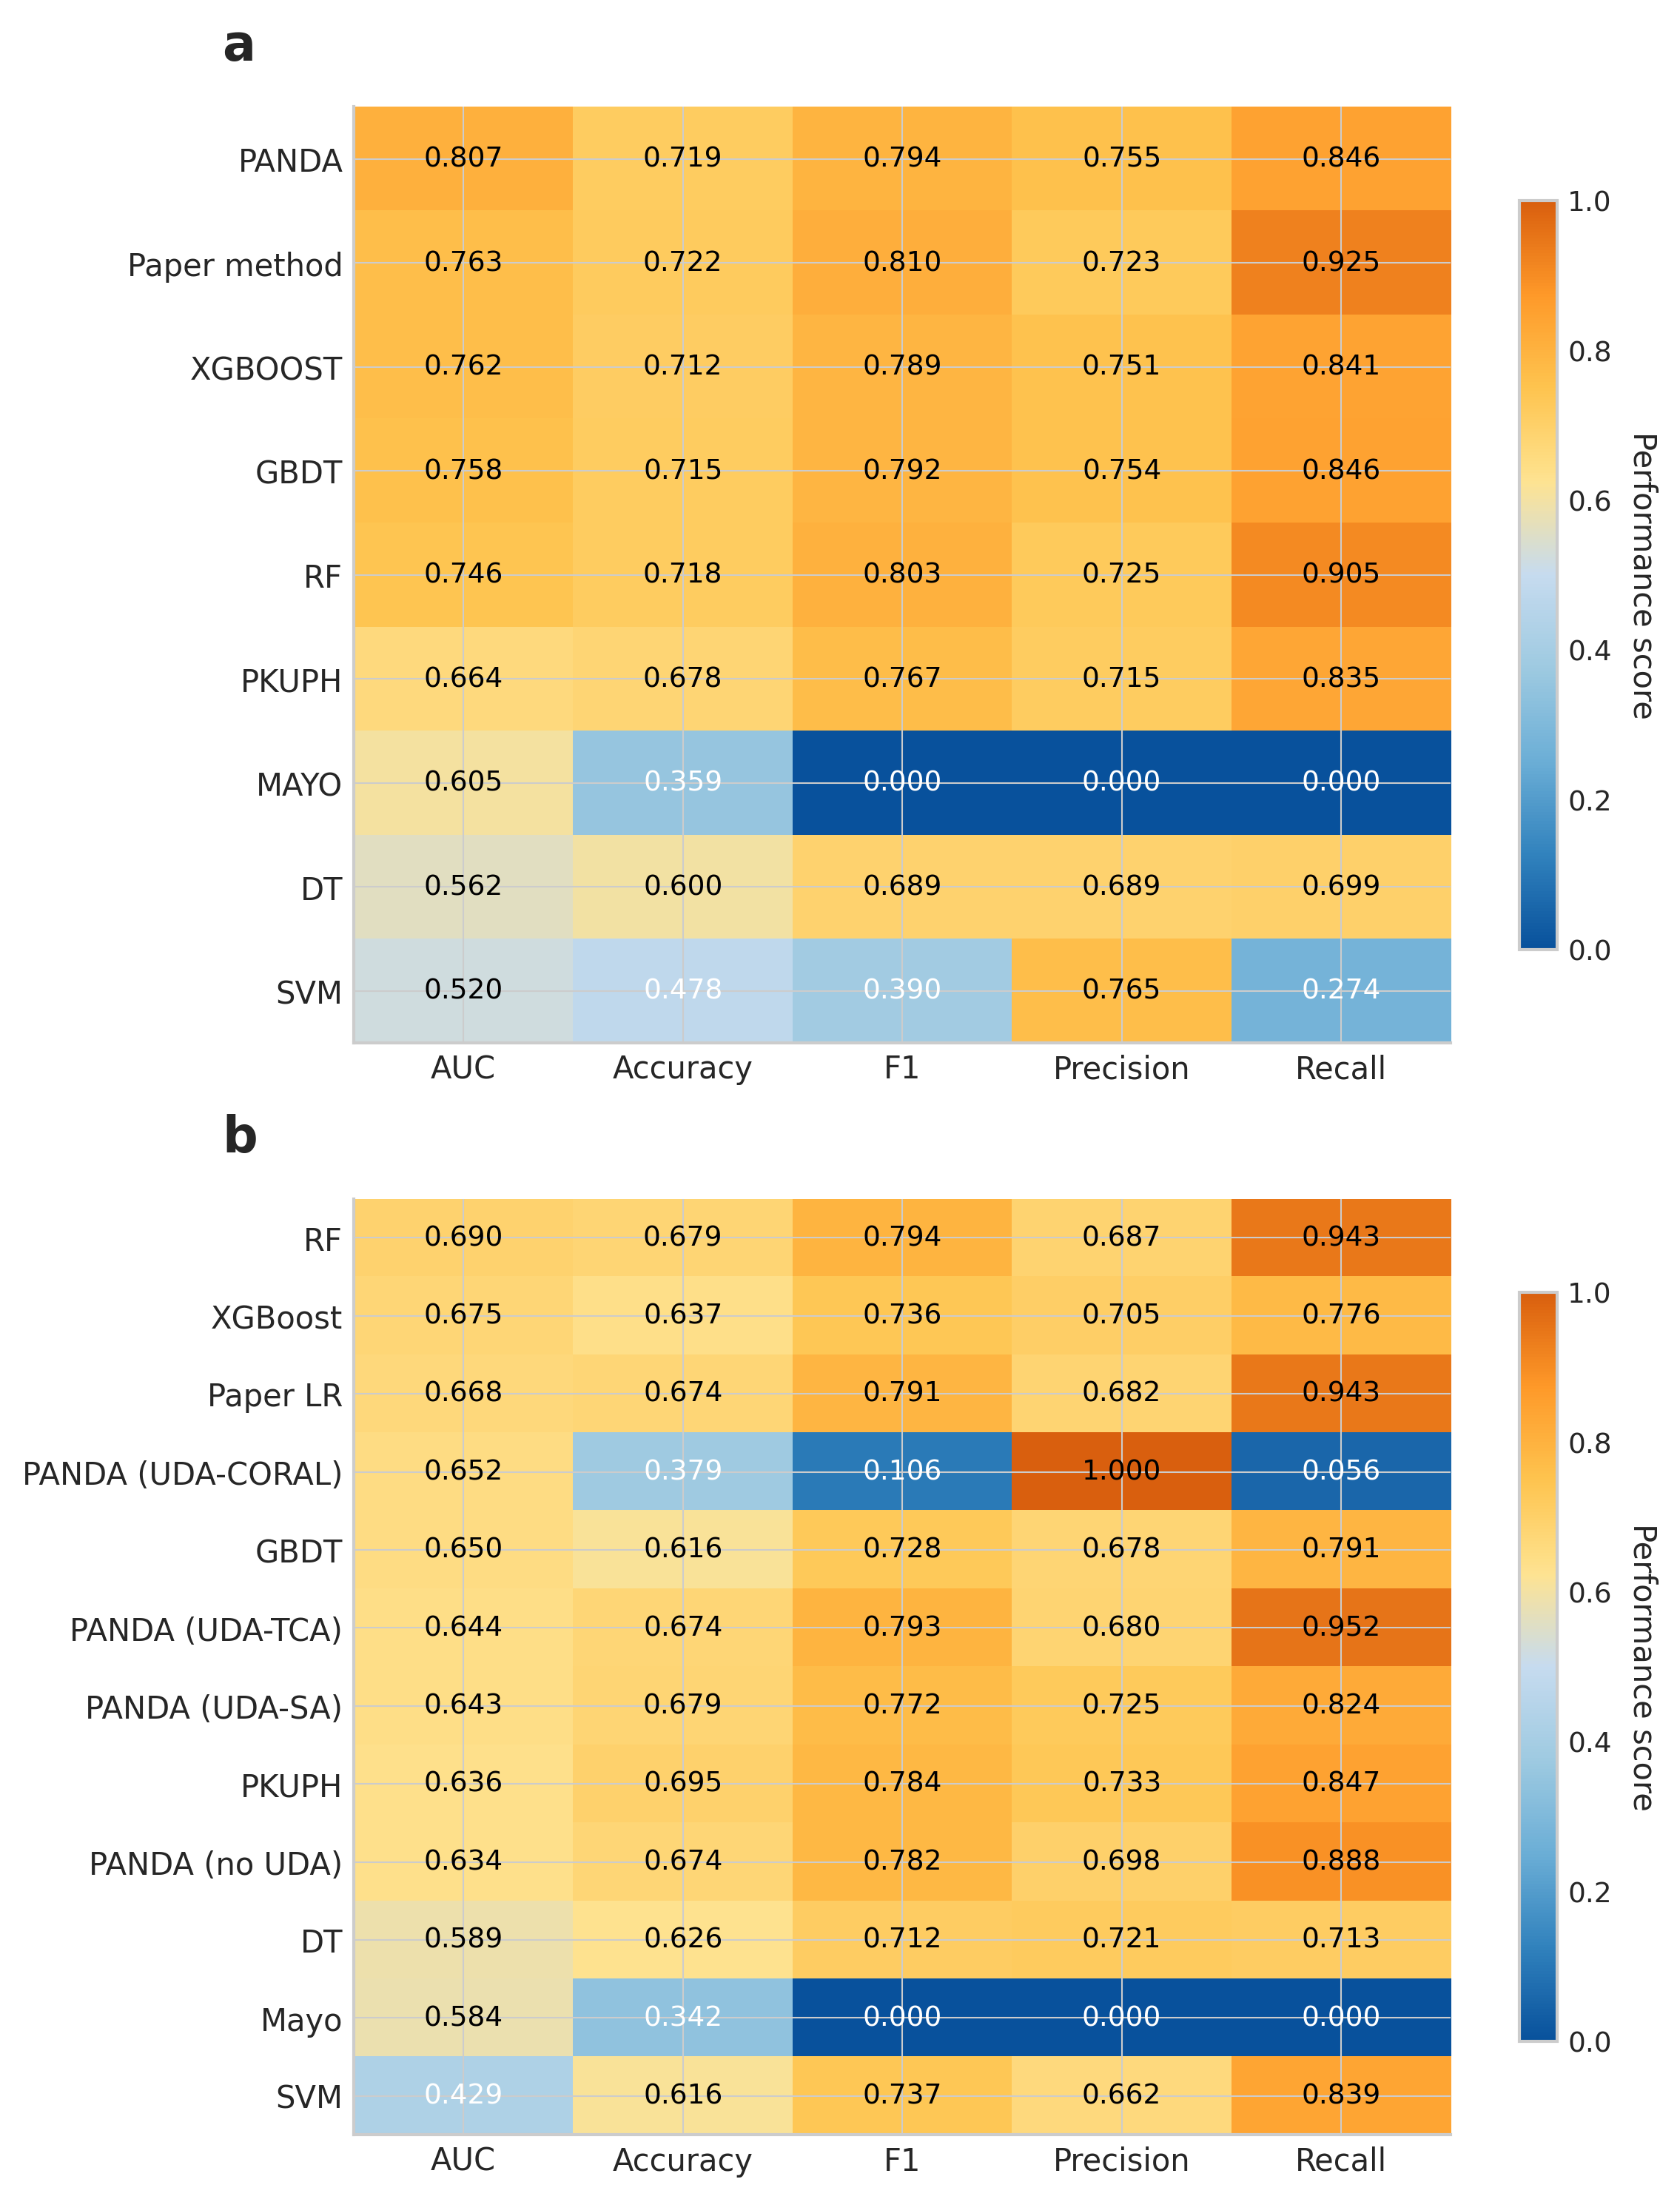 a
PANDA 0.807 0.719 0.794 0.755 0.846
Paper method 0.763 0.722 0.810 0.723 0.925
XGBOOST 0.762 0.712 0.789 0.751 0.841
GBDT 0.758 0.715 0.792 0.754 0.846
RF 0.746 0.718 0.803 0.725 0.905
PKUPH 0.664 0.678 0.767 0.715 0.835
MAYO 0.605 0.359 0.000 0.000 0.000
DT 0.562 0.600 0.689 0.689 0.699
SVM 0.520 0.478 0.390 0.765 0.274
AUC Accuracy F1 Precision Recall
1.0
0.8
0.6
0.4
0.2
0.0
Performance score
b
RF 0.690 0.679 0.794 0.687 0.943
XGBoost 0.675 0.637 0.736 0.705 0.776
Paper LR 0.668 0.674 0.791 0.682 0.943
PANDA (UDA-CORAL) 0.652 0.379 0.106 1.000 0.056
GBDT 0.650 0.616 0.728 0.678 0.791
PANDA (UDA-TCA) 0.644 0.674 0.793 0.680 0.952
PANDA (UDA-SA) 0.643 0.679 0.772 0.725 0.824
PKUPH 0.636 0.695 0.784 0.733 0.847
PANDA (no UDA) 0.634 0.674 0.782 0.698 0.888
DT 0.589 0.626 0.712 0.721 0.713
Mayo 0.584 0.342 0.000 0.000 0.000
SVM 0.429 0.616 0.737 0.662 0.839
AUC Accuracy F1 Precision Recall
1.0
0.8
0.6
0.4
0.2
0.0
Performance score